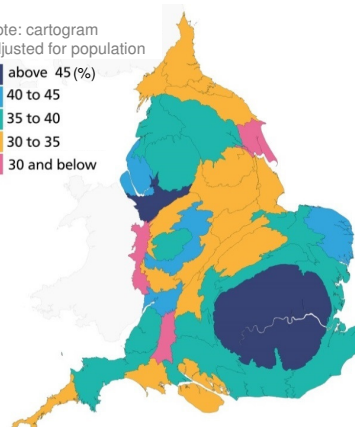 ote: cartogram
djusted for population
above 45 (%)
40 to 45
35 to 40
30 to 35
30 and below